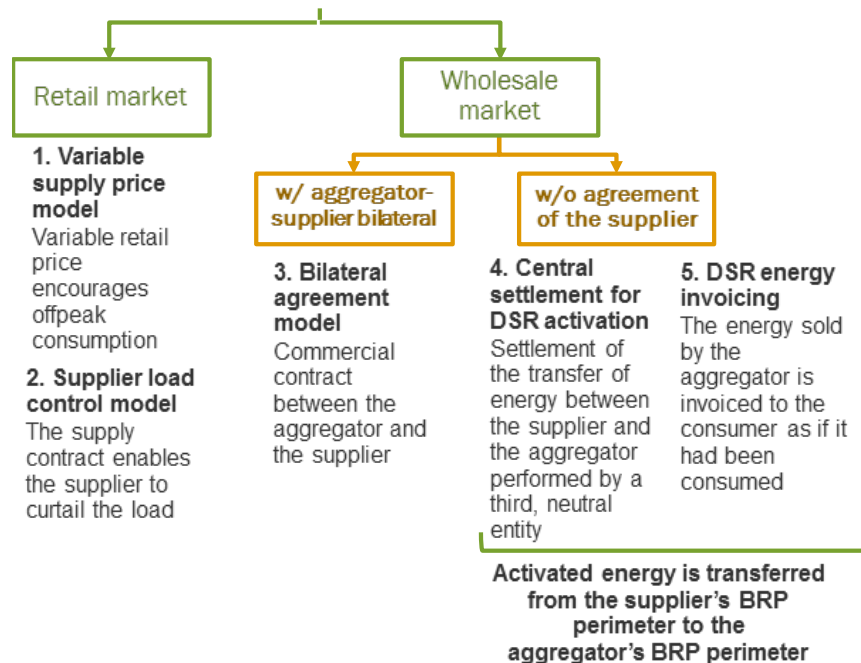 Retail market
Wholesale
market
1. Variable
supply price
model
Variable retail
price
encourages
offpeak
consumption
2. Supplier load
control model
The supply
contract enables
the supplier to
curtail the load
w/ aggregator-
supplier bilateral
3. Bilateral
agreement
model
Commercial
contract
between the
aggregator and
the supplier
w/o agreement
of the supplier
4. Central
settlement for
DSR activation
Settlement of
the transfer of
energy between
the supplier and
the aggregator
performed by a
third, neutral
entity
5. DSR energy
invoicing
The energy sold
by the
aggregator is
invoiced to the
consumer as if it
had been
consumed
Activated energy is transferred
from the supplier's BRP
perimeter to the
aggregator's BRP perimeter